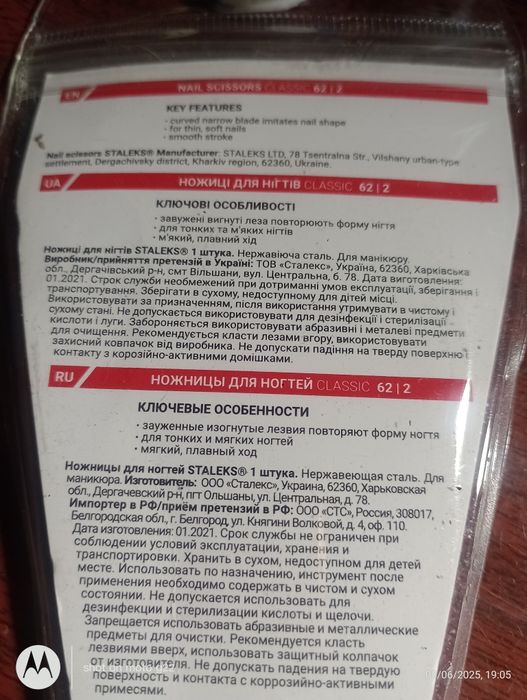 EN NAIL SCISSORS CLASSIC 62|2
KEY FEATURES
- curved narrow blade imitates nail shape
- for thin, soft nails
- smooth stroke
Nail scissors STALEKS® Manufacturer: STALEKS LTD, 78 Tsentralna Str., Vilshany urban-type
settlement, Dergachivsky district, Kharkiv region, 62360, Ukraine.
UA НОЖИЦІ ДЛЯ НІГТІВ CLASSIC 62|2
КЛЮЧОВІ ОСОБЛИВОСТІ
- завужені вигнуті леза повторюють форму нігтя
- для тонких та м'яких нігтів
- м'який, плавний хід
Ножиці для нігтів STALEKS® 1 штука. Нержавіюча сталь. Для манікюру.
Виробник/прийняття претензій в Україні: ТОВ «Сталекс», Україна, 62360, Харківська
обл., Дергачівський р-н, смт Вільшани, вул. Центральна, б. 78. Дата виготовлення:
01.2021. Строк служби необмежений при дотриманні умов експлуатації, зберігання і
транспортування. Зберігати в сухому, недоступному для дітей місці.
Використовувати за призначенням, після використання утримувати в чистому і
сухому стані. Не допускається використовувати для дезінфекції і стерилізації
кислоти і луги. Забороняється використовувати абразивні і металеві предмети
для очищення. Рекомендується класти лезами вгору, використовувати
захисний ковпачок від виробника. Не допускати падіння на тверду поверхню і
контакту з корозійно-активними домішками.
RU НОЖНИЦЫ ДЛЯ НОГТЕЙ CLASSIC 62|2
КЛЮЧЕВЫЕ ОСОБЕННОСТИ
- зауженные изогнутые лезвия повторяют форму ногтя
- для тонких и мягких ногтей
- мягкий, плавный ход
Ножницы для ногтей STALEKS® 1 штука. Нержавеющая сталь. Для
маникюра. Изготовитель: ООО «Сталекс», Украина, 62360, Харьковская
обл., Дергачевский р-н, пгт Ольшаны, ул. Центральная, д. 78.
Импортер в РФ/приём претензий в РФ: ООО «СТС», Россия, 308017,
Белгородская обл., г. Белгород, ул. Княгини Волковой, д. 4, оф. 110.
Дата изготовления: 01.2021. Срок службы не ограничен при
соблюдении условий эксплуатации, хранения и
транспортировки. Хранить в сухом, недоступном для детей
месте. Использовать по назначению, инструмент после
применения необходимо содержать в чистом и сухом
состоянии. Не допускается использовать для
дезинфекции и стерилизации кислоты и щелочи.
Запрещается использовать абразивные и металлические
предметы для очистки. Рекомендуется класть
лезвиями вверх, использовать защитный колпачок
от изготовителя. Не допускать падения на твердую
поверхность и контакта с коррозийно-активными
примесями.
shot on moto
/06/2025, 19:05